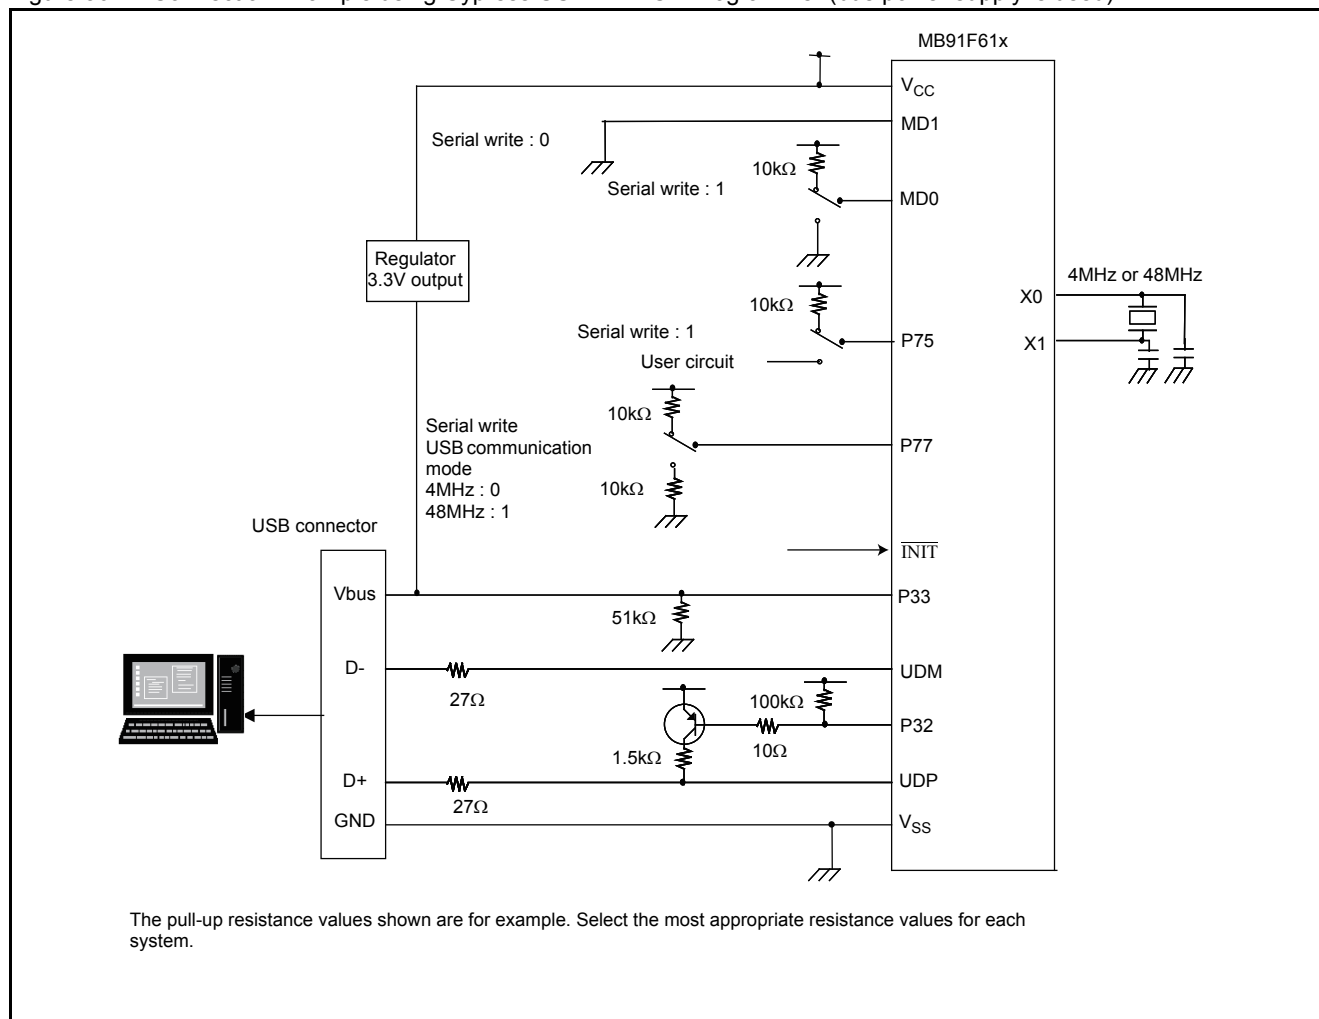 MB91F61x
VCC
MD1
Serial write : 0
10kΩ
Serial write : 1
MD0
Regulator
3.3V output
4MHz or 48MHz
X0
10kΩ
Serial write : 1
P75
X1
User circuit
10kΩ
Serial write
USB communication
mode
4MHz : 0
48MHz : 1
P77
10kΩ
USB connector
INIT
Vbus
P33
51kΩ
D-
UDM
27Ω
100kΩ
P32
1.5kΩ
10Ω
D+
UDP
27Ω
GND
VSS
The pull-up resistance values shown are for example. Select the most appropriate resistance values for each
system.